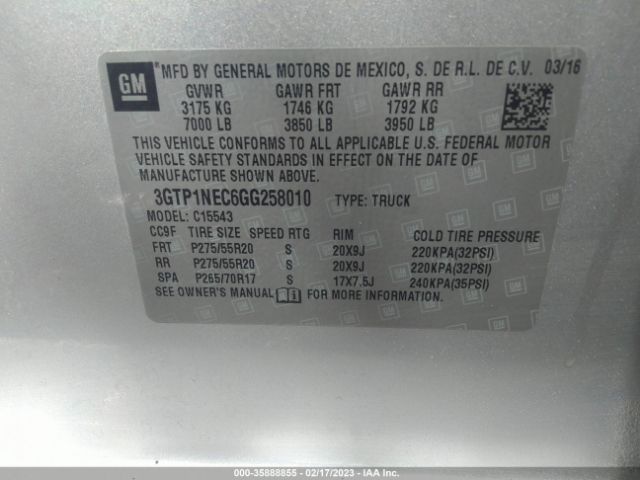 GM
*MFD BY GENERAL MOTORS DE MEXICO, S. DE R.L. DE C.V. 03/16
GVWR GAWR FRT GAWR RR
3175 KG 1746 KG 1792 KG
7000 LB 3850 LB 3950 LB
THIS VEHICLE CONFORMS TO ALL APPLICABLE U.S. FEDERAL MOTOR
VEHICLE SAFETY STANDARDS IN EFFECT ON THE DATE OF
MANUFACTURE SHOWN ABOVE.
3GTP1NEC6GG258010 TYPE: TRUCK
MODEL: C15543
CC9F TIRE SIZE SPEED RTG RIM COLD TIRE PRESSURE
FRT P275/55R20 S 20X9J 220KPA(32PSI)
RR P275/55R20 S 20X9J 220KPA(32PSI)
SPA P265/70R17 S 17X7.5J 240KPA(35PSI)
SEE OWNER'S MANUAL FOR MORE INFORMATION.
000-35888855 - 02/17/2023 - IAA Inc.